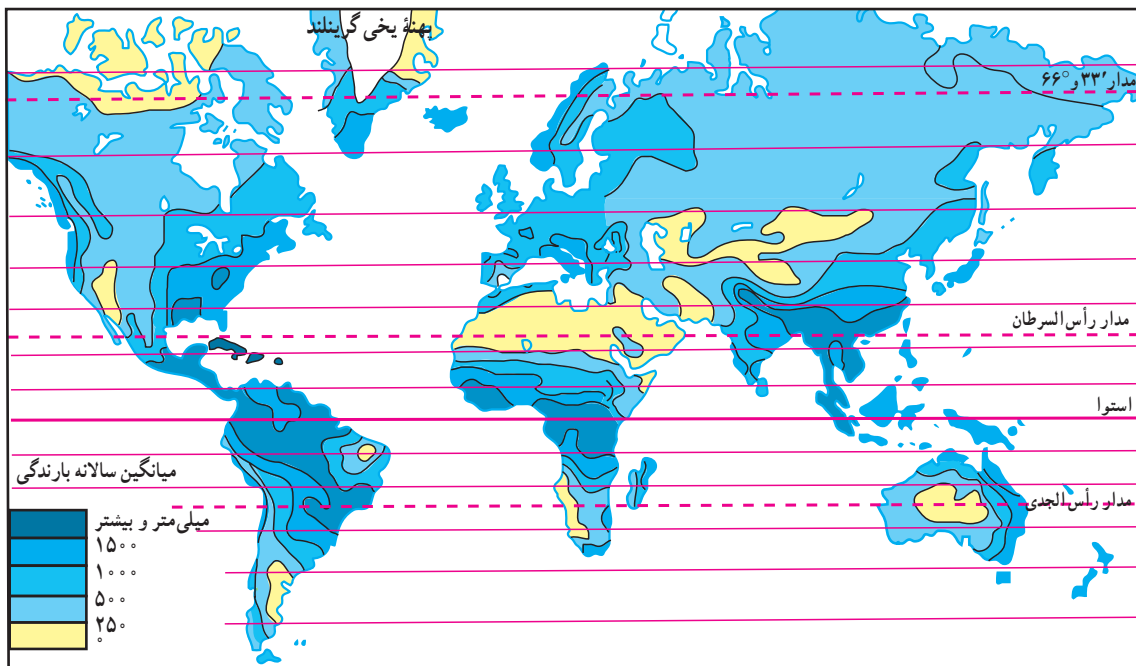 پهنهٔ یخی گرینلند
مدار ۳۳′ و ۶۶°
مدار رأس‌السرطان
استوا
مدار رأس‌الجدی
میانگین سالانه بارندگی
میلی‌متر و بیشتر
۱۵۰۰
۱۰۰۰
۵۰۰
۲۵۰
۰